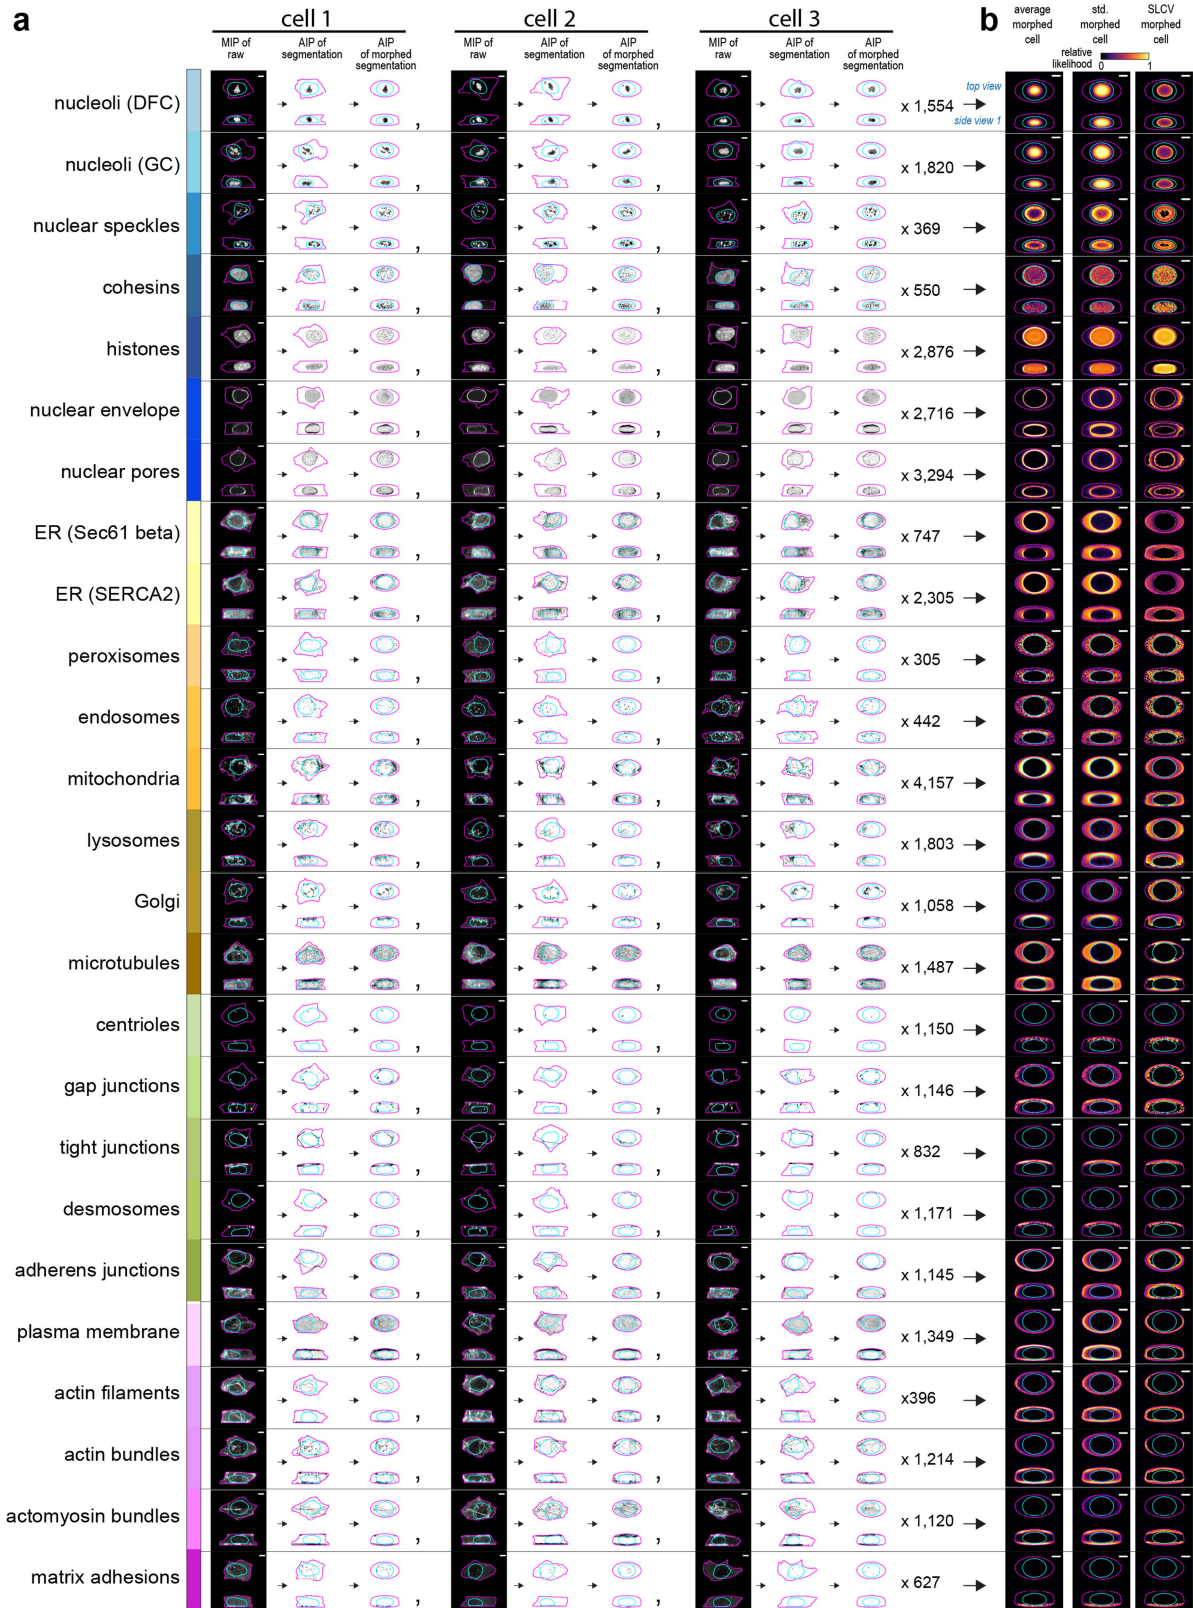 a
cell 1
cell 2
cell 3
b
MIP of
raw
AIP of
segmentation
AIP
of morphed
segmentation
MIP of
raw
AIP of
segmentation
AIP
of morphed
segmentation
MIP of
raw
AIP of
segmentation
AIP
of morphed
segmentation
average
morphed
cell
std.
morphed
cell
SLCV
morphed
cell
relative
likelihood
0
1
nucleoli (DFC)
,
,
x 1,554
top view
side view 1
nucleoli (GC)
,
,
x 1,820
nuclear speckles
,
,
x 369
cohesins
,
,
x 550
histones
,
,
x 2,876
nuclear envelope
,
,
x 2,716
nuclear pores
,
,
x 3,294
ER (Sec61 beta)
,
,
x 747
ER (SERCA2)
,
,
x 2,305
peroxisomes
,
,
x 305
endosomes
,
,
x 442
mitochondria
,
,
x 4,157
lysosomes
,
,
x 1,803
Golgi
,
,
x 1,058
microtubules
,
,
x 1,487
centrioles
,
,
x 1,150
gap junctions
,
,
x 1,146
tight junctions
,
,
x 832
desmosomes
,
,
x 1,171
adherens junctions
,
,
x 1,145
plasma membrane
,
,
x 1,349
actin filaments
,
,
x396
actin bundles
,
,
x 1,214
actomyosin bundles
,
,
x 1,120
matrix adhesions
,
,
x 627